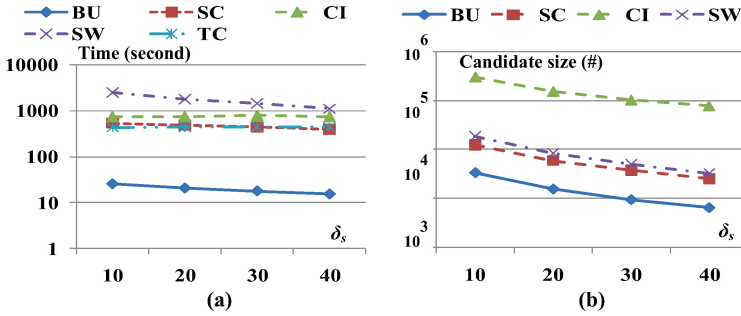 BU SC CI
SW TC
Time (second)
10000
1000
100
10
1
δs
10 20 30 40
(a)
BU SC CI SW
Candidate size (#)
10^6
10^5
10^4
10^3
δs
10 20 30 40
(b)